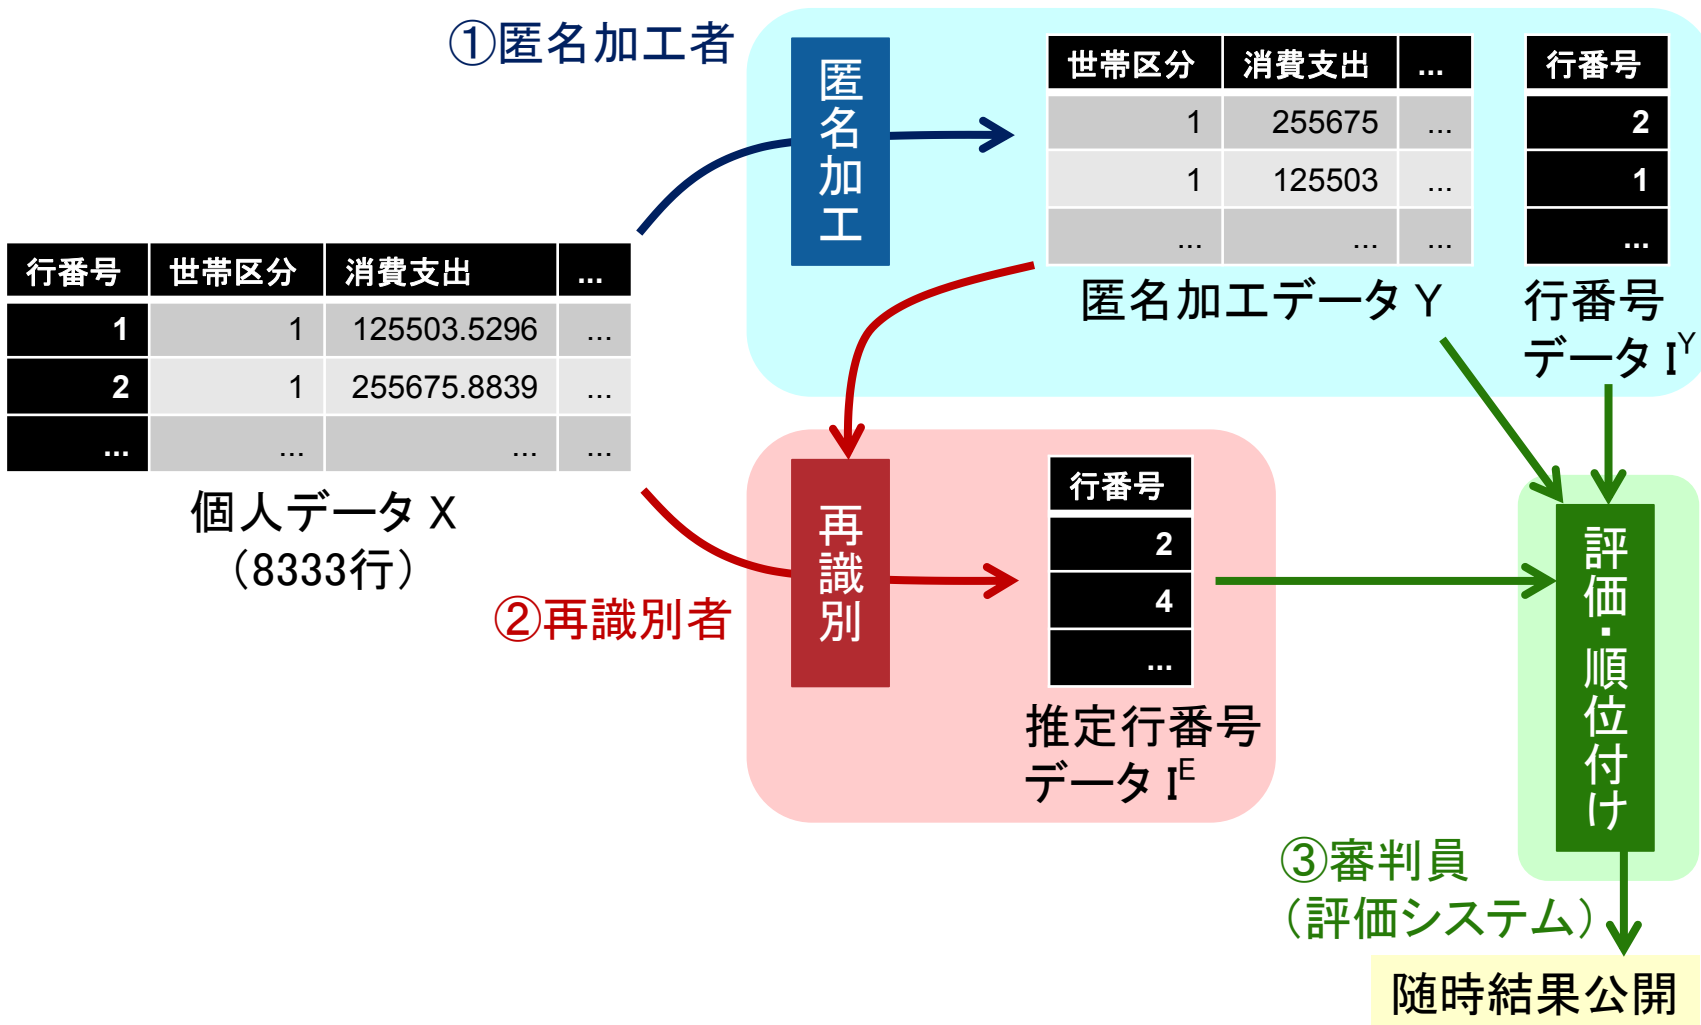 ①匿名加工者
匿名加工
世帯区分 消費支出 ...
1 255675 ...
1 125503 ...
... ... ...
匿名加工データ Y
行番号
2
1
...
行番号
データ I^Y
行番号 世帯区分 消費支出 ...
1 1 125503.5296 ...
2 1 255675.8839 ...
... ... ... ...
個人データ X
（8333行）
②再識別者
再識別
行番号
2
4
...
推定行番号
データ I^E
評価・順位付け
③審判員
（評価システム）
随時結果公開